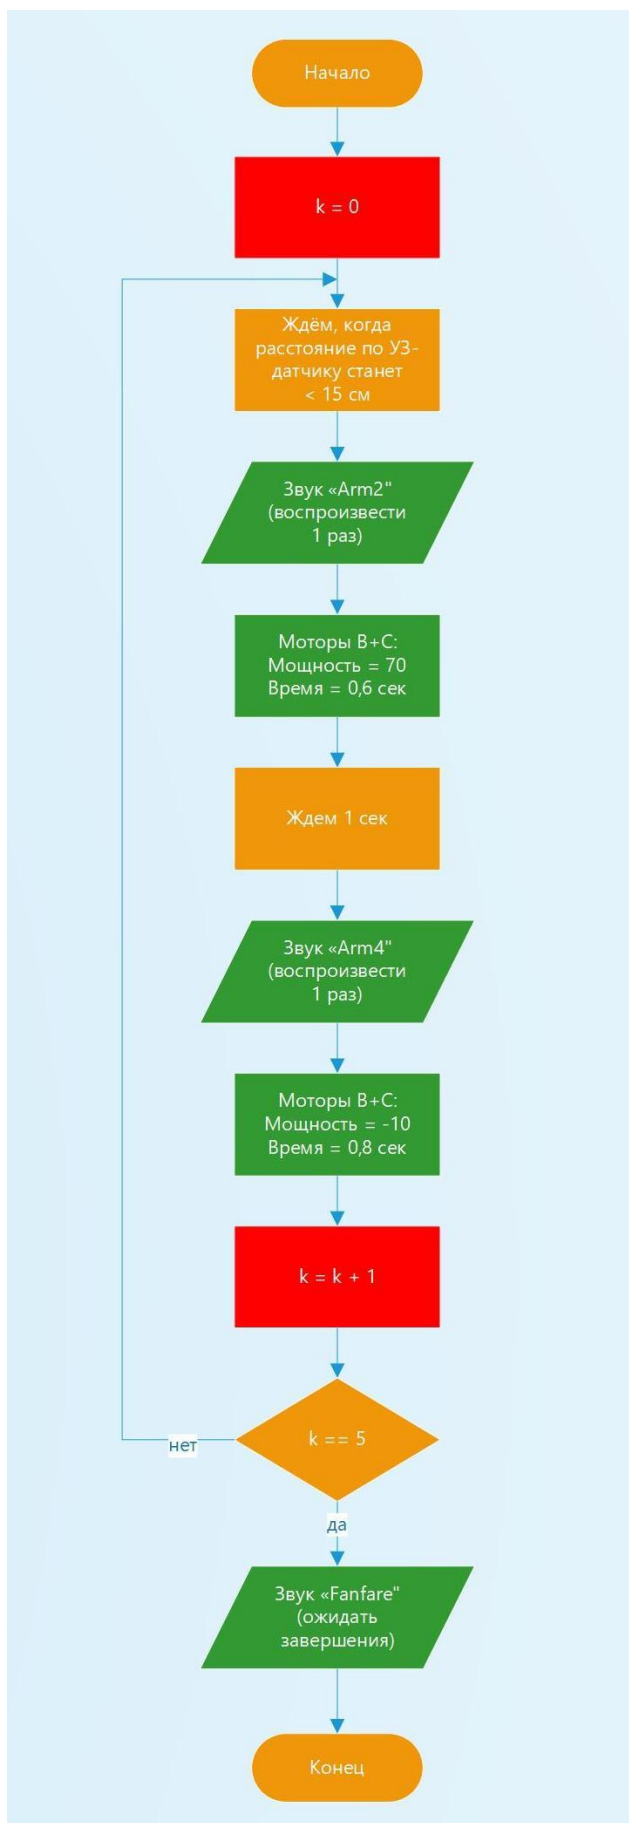 Начало
k = 0
Ждём, когда
расстояние по УЗ-
датчику станет
< 15 см
Звук «Arm2"
(воспроизвести
1 раз)
Моторы B+C:
Мощность = 70
Время = 0,6 сек
Ждем 1 сек
Звук «Arm4"
(воспроизвести
1 раз)
Моторы B+C:
Мощность = -10
Время = 0,8 сек
k = k + 1
k == 5
нет
да
Звук «Fanfare"
(ожидать
завершения)
Конец